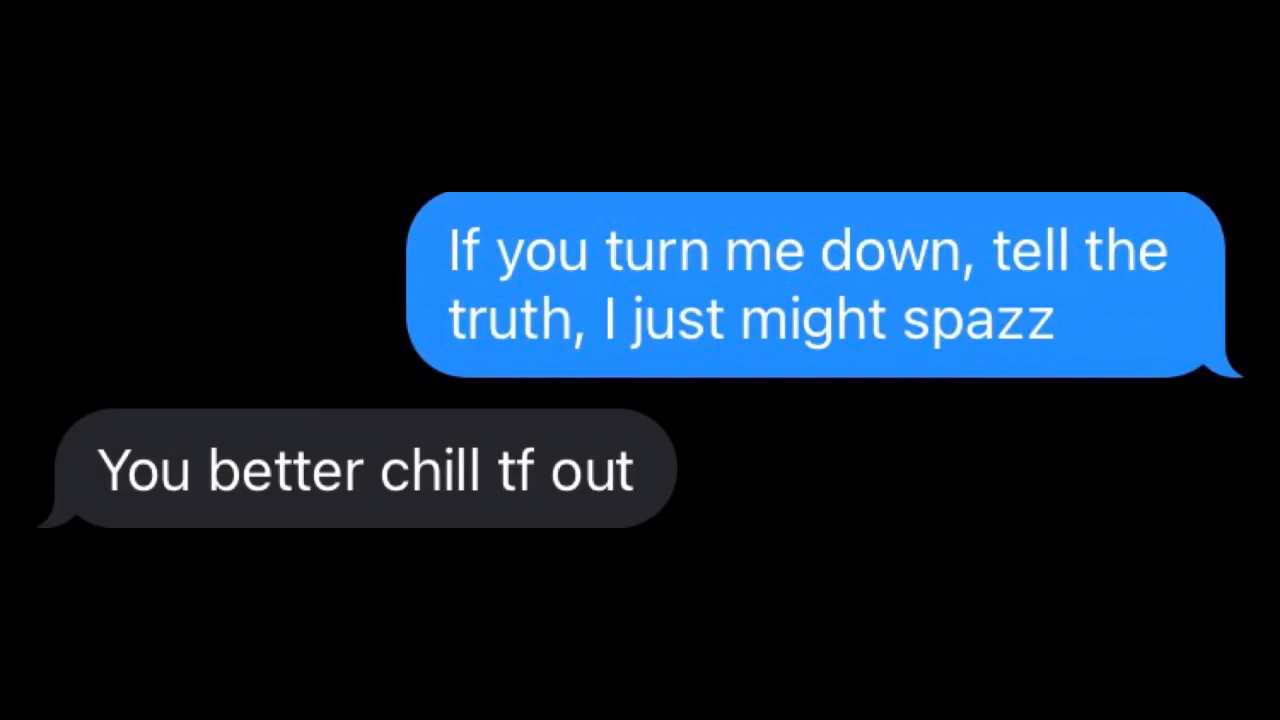 If you turn me down, tell the
truth, I just might spazz
You better chill tf out